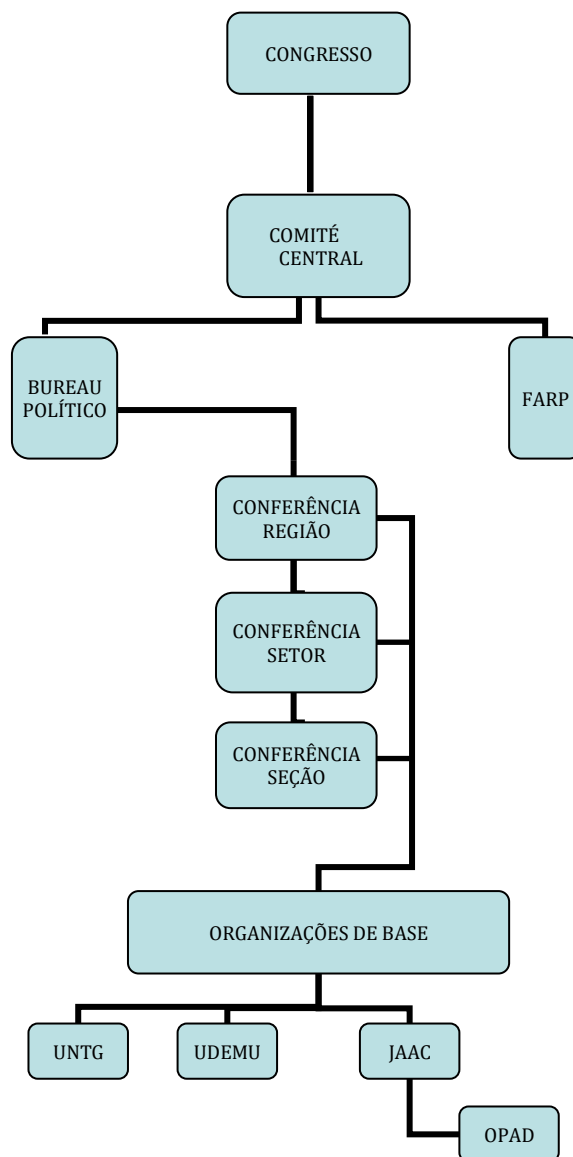 CONGRESSO
COMITÉ
CENTRAL
BUREAU
POLÍTICO
FARP
CONFERÊNCIA
REGIÃO
CONFERÊNCIA
SETOR
CONFERÊNCIA
SEÇÃO
ORGANIZAÇÕES DE BASE
UNTG
UDEMU
JAAC
OPAD